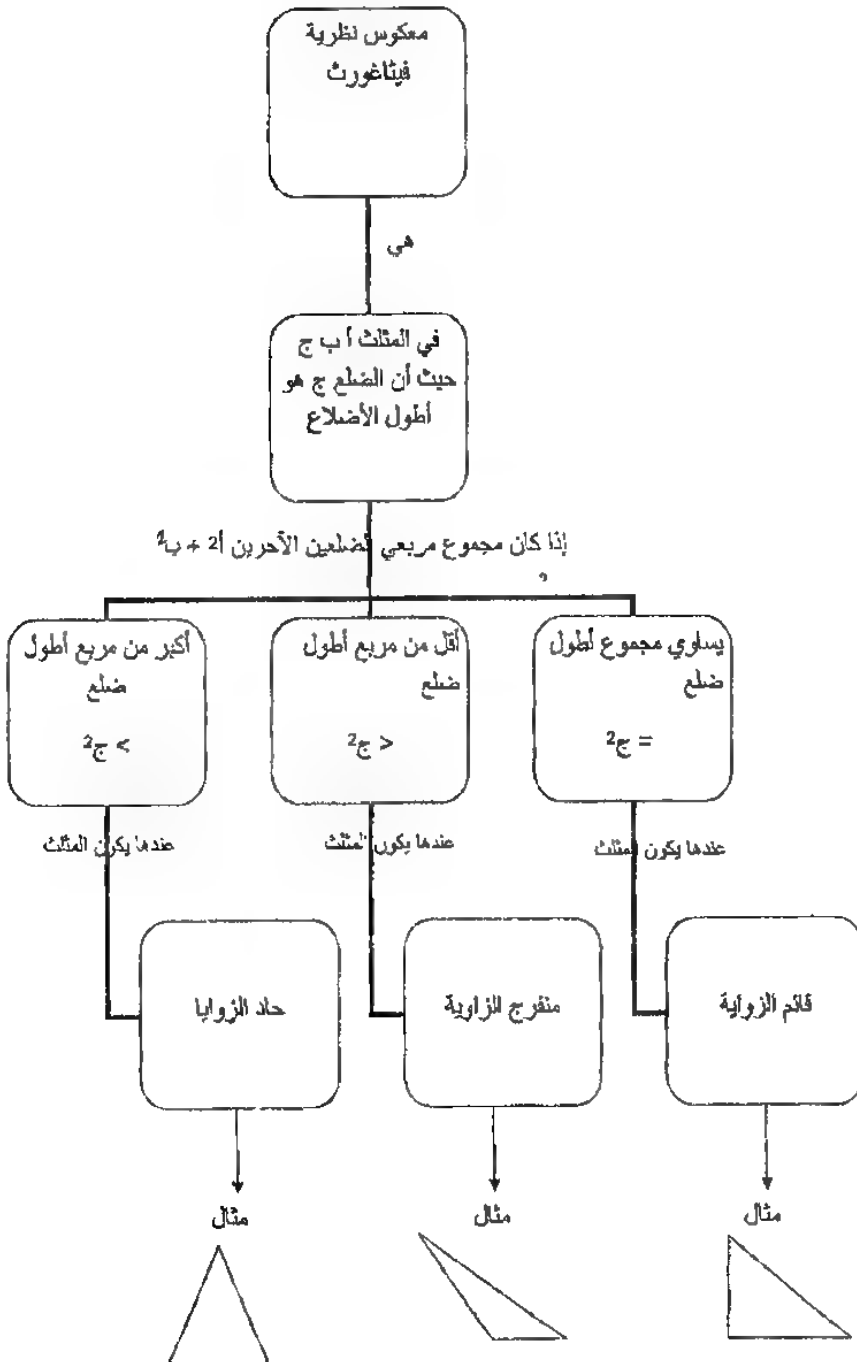 معكوس نظرية
فيثاغورث
هي
في المثلث أ ب ج
حيث أن الضلع ج هو
أطول الأضلاع
إذا كان مجموع مربعي الضلعين الآخرين أ2 + ب²
يساوي مجموع أطول
ضلع
= ج²
أقل من مربع أطول
ضلع
< ج²
أكبر من مربع أطول
ضلع
> ج²
عندها يكون المثلث
عندها يكون المثلث
عندها يكون المثلث
قائم الزواية
منفرج الزاوية
حاد الزوايا
مثال
مثال
مثال